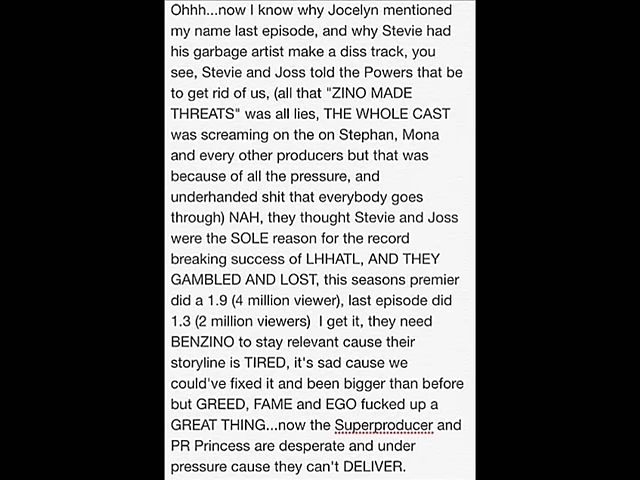 Ohhh...now I know why Jocelyn mentioned
my name last episode, and why Stevie had
his garbage artist make a diss track, you
see, Stevie and Joss told the Powers that be
to get rid of us, (all that "ZINO MADE
THREATS" was all lies, THE WHOLE CAST
was screaming on the on Stephan, Mona
and every other producers but that was
because of all the pressure, and
underhanded shit that everybody goes
through) NAH, they thought Stevie and Joss
were the SOLE reason for the record
breaking success of LHHATL, AND THEY
GAMBLED AND LOST, this seasons premier
did a 1.9 (4 million viewer), last episode did
1.3 (2 million viewers)  I get it, they need
BENZINO to stay relevant cause their
storyline is TIRED, it's sad cause we
could've fixed it and been bigger than before
but GREED, FAME and EGO fucked up a
GREAT THING...now the Superproducer and
PR Princess are desperate and under
pressure cause they can't DELIVER.